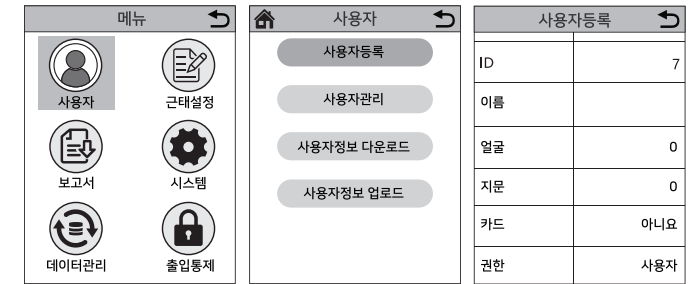 메뉴
사용자 근태설정
보고서 시스템
데이터관리 출입통제
사용자
사용자등록
사용자관리
사용자정보 다운로드
사용자정보 업로드
사용자등록
ID 7
이름
얼굴 0
지문 0
카드 아니요
권한 사용자